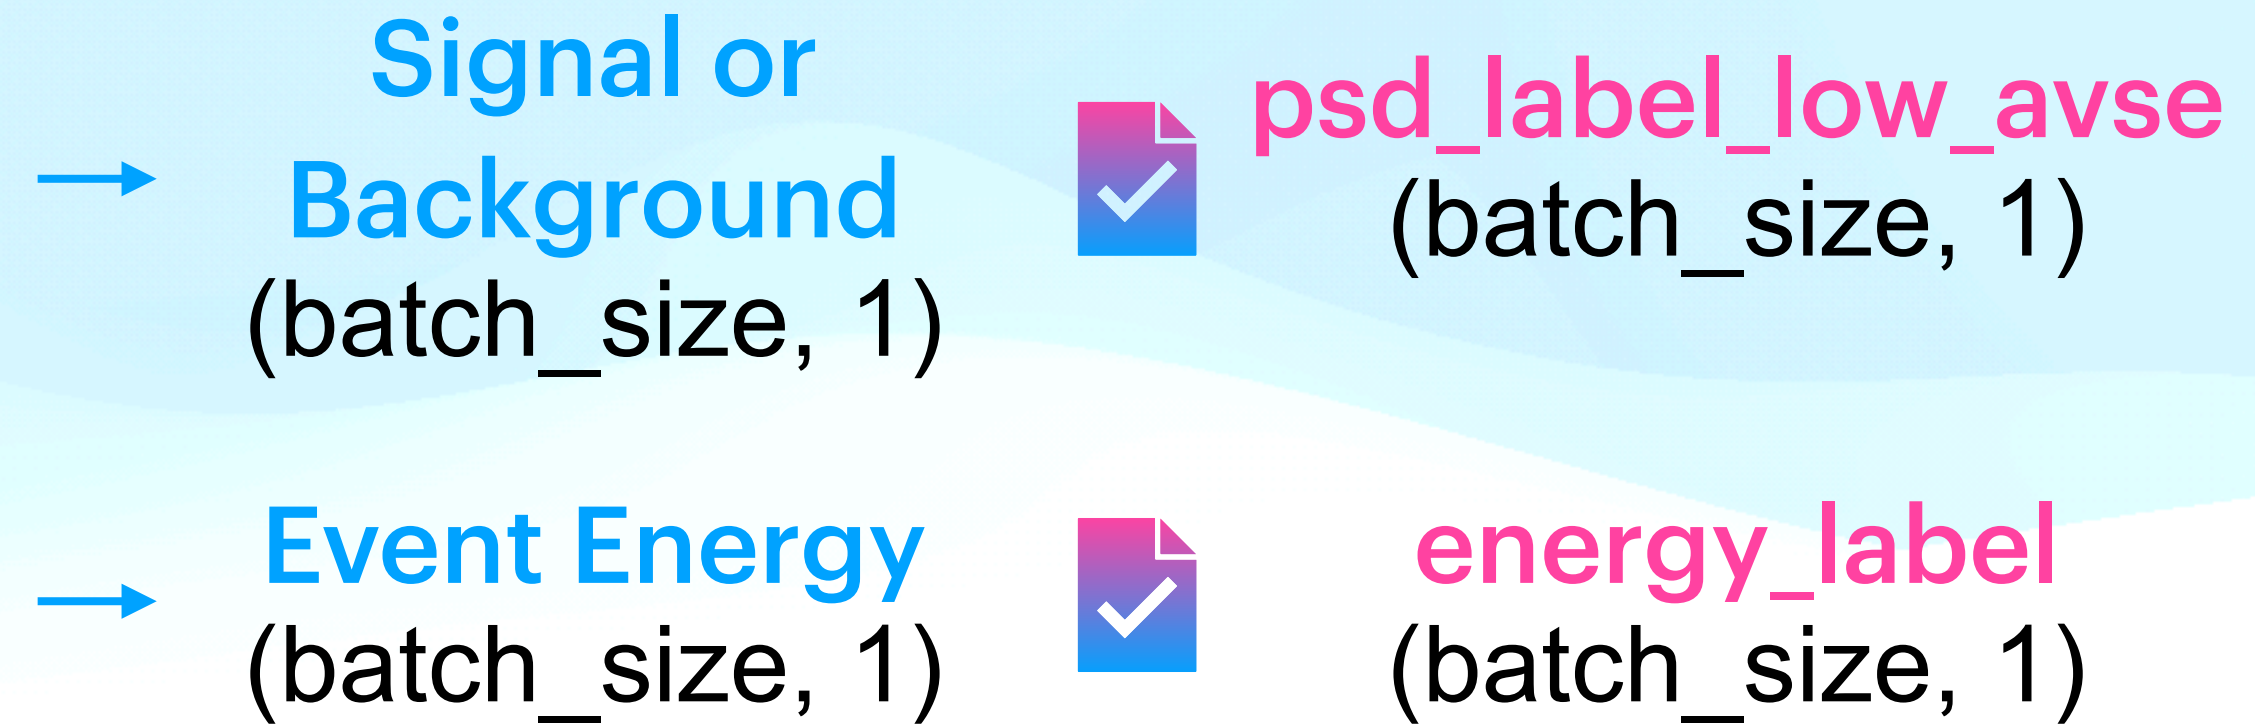 Signal or
Background
(batch_size, 1)
psd_label_low_avse
(batch_size, 1)
Event Energy
(batch_size, 1)
energy_label
(batch_size, 1)